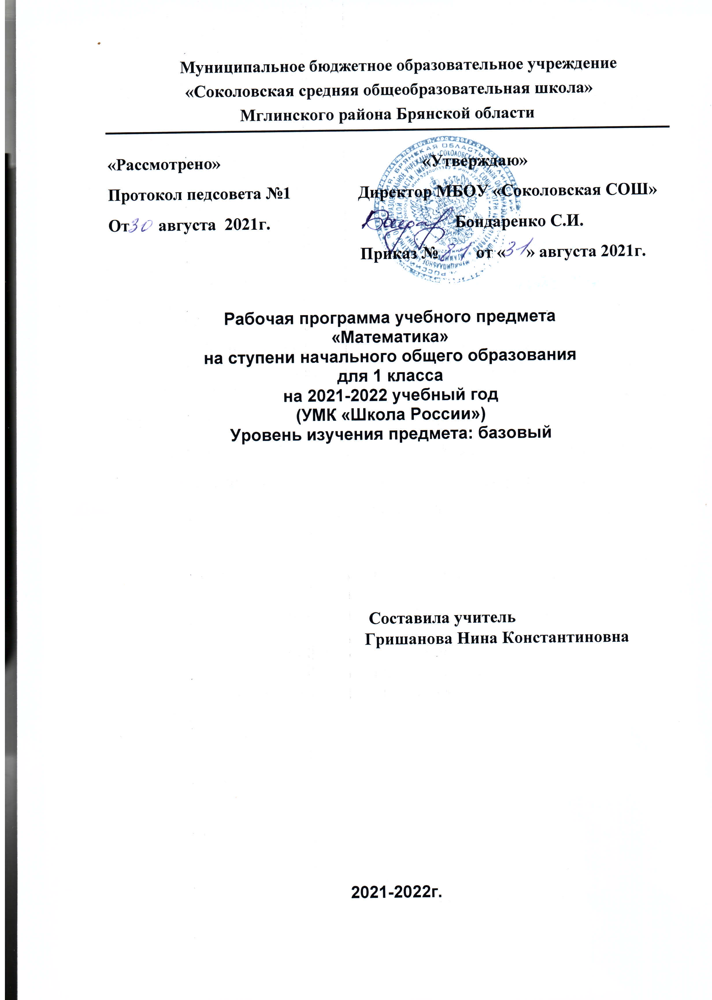 Муниципальное бюджетное образовательное учреждение
«Соколовская средняя общеобразовательная школа»
Мглинского района Брянской области
«Рассмотрено»
«Утверждаю»
Протокол педсовета №1
Директор МБОУ «Соколовская СОШ»
От 30 августа 2021г.
Бондаренко С.И.
Приказ № 81 от «31» августа 2021г.
Рабочая программа учебного предмета
«Математика»
на ступени начального общего образования
для 1 класса
на 2021-2022 учебный год
(УМК «Школа России»)
Уровень изучения предмета: базовый
Составила учитель
Гришанова Нина Константиновна
2021-2022г.